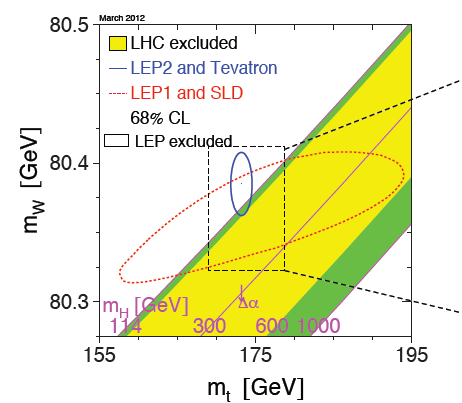 March 2012
80.5
LHC excluded
LEP2 and Tevatron
LEP1 and SLD
68% CL
LEP excluded
80.4
m_W [GeV]
80.3
m_H [GeV]
Δα
114 300 600 1000
155 175 195
m_t [GeV]